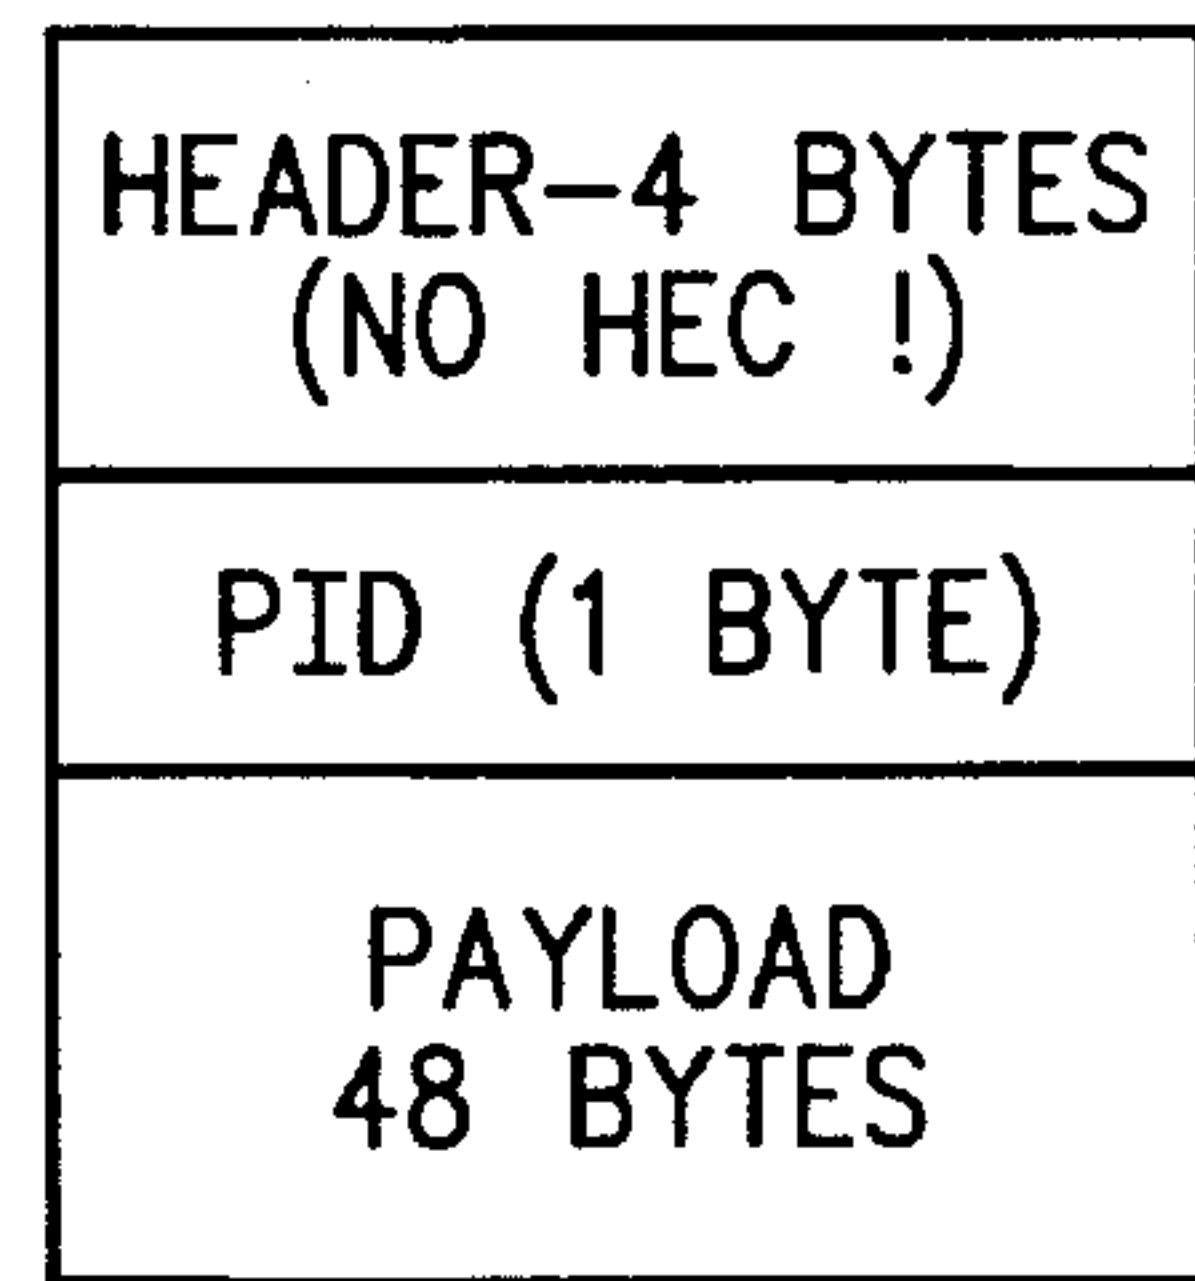 HEADER-4 BYTES
(NO HEC !)
PID (1 BYTE)
PAYLOAD
48 BYTES